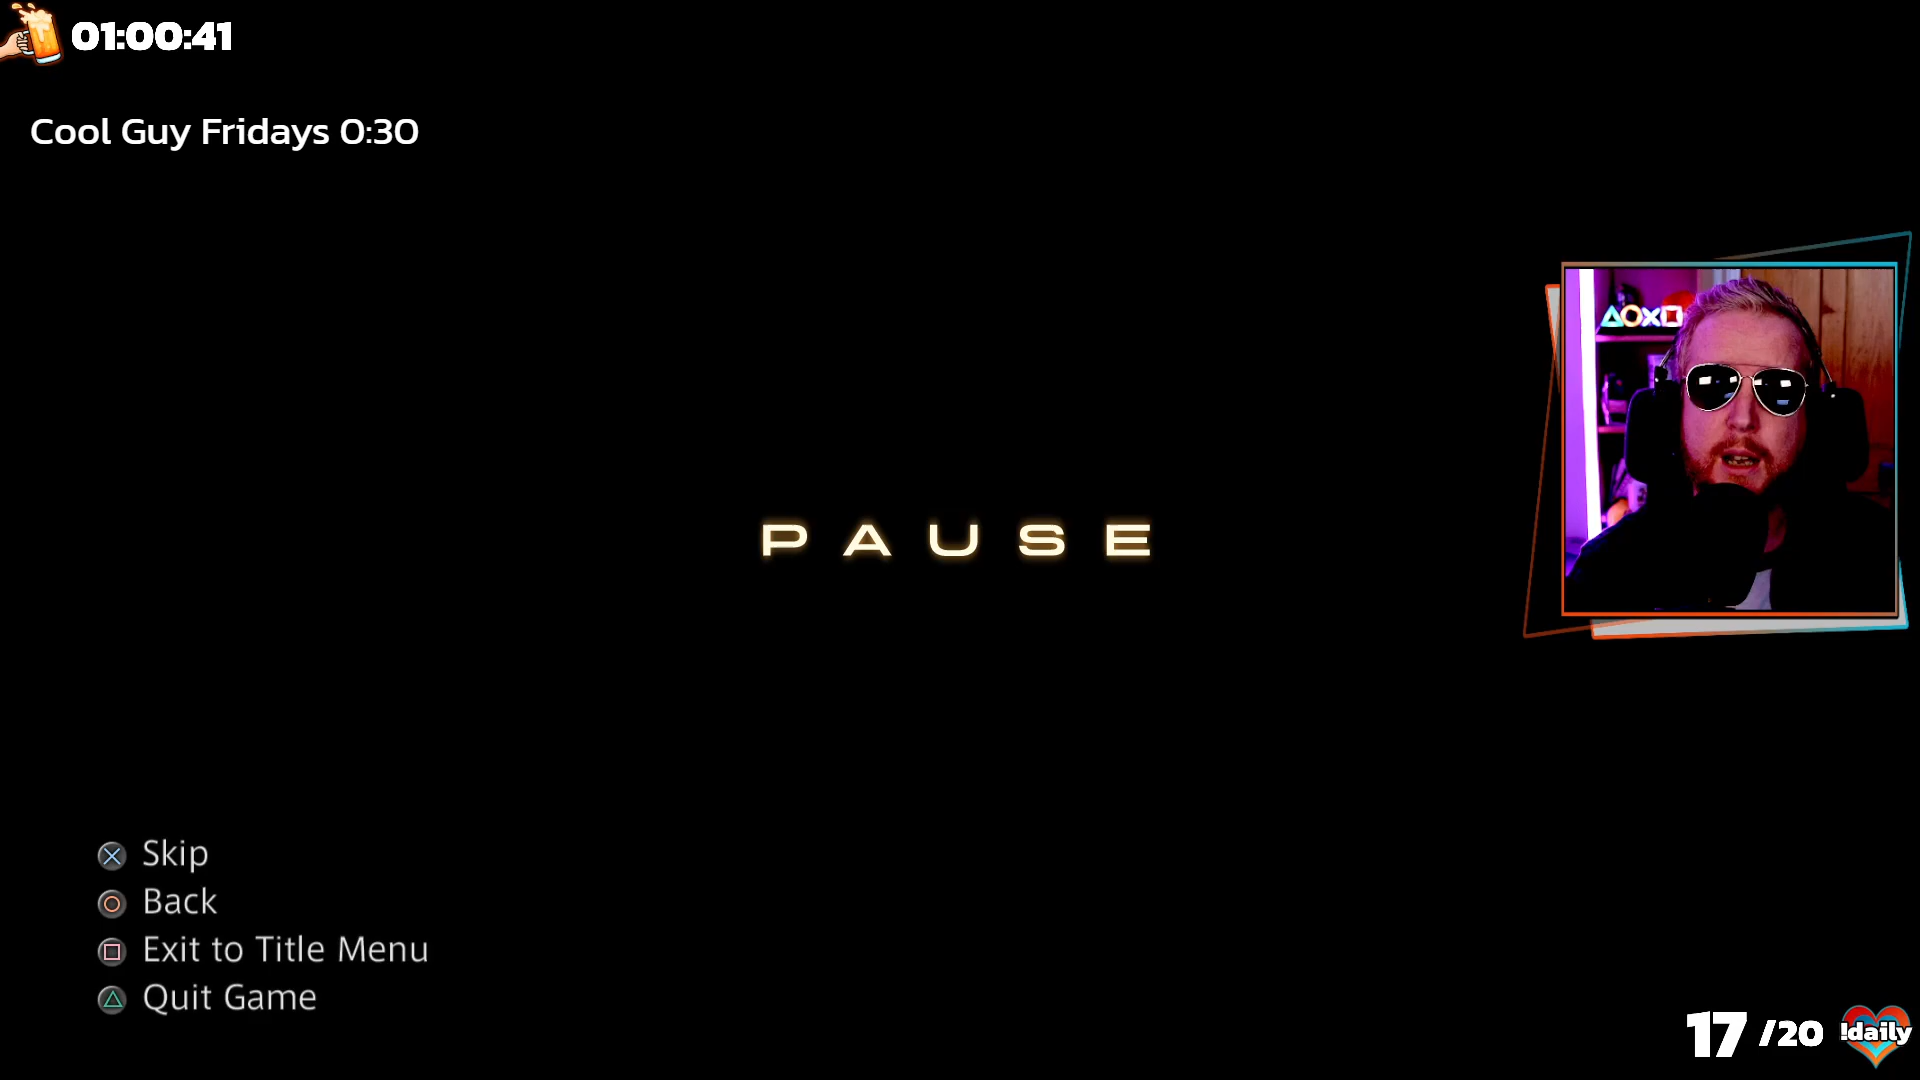 01:00:41
Cool Guy Fridays 0:30
PAUSE
Skip
Back
Exit to Title Menu
Quit Game
17 /20 !daily